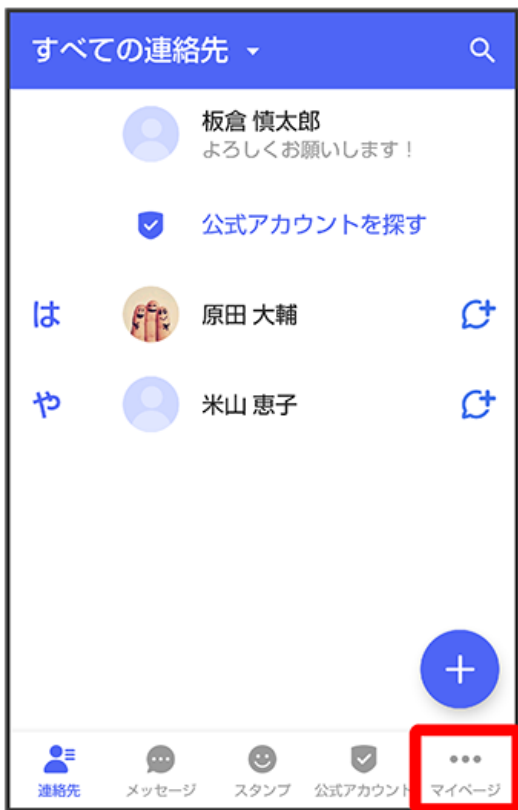 すべての連絡先
板倉 慎太郎
よろしくお願いします！
公式アカウントを探す
は
原田 大輔
や
米山 恵子
連絡先
メッセージ
スタンプ
公式アカウント
マイページ